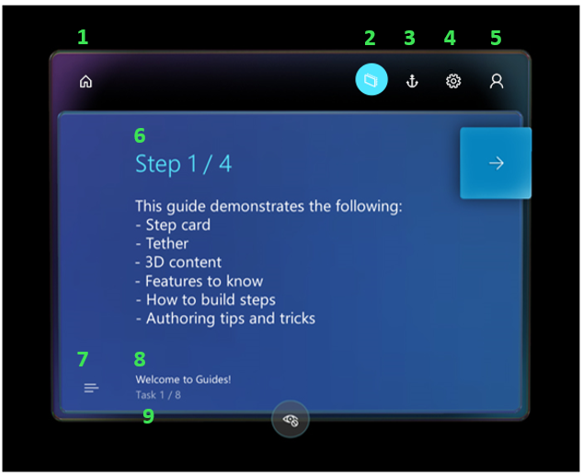 1
2 3 4 5
6
Step 1 / 4
This guide demonstrates the following:
- Step card
- Tether
- 3D content
- Features to know
- How to build steps
- Authoring tips and tricks
7 8
Welcome to Guides!
Task 1 / 8
9